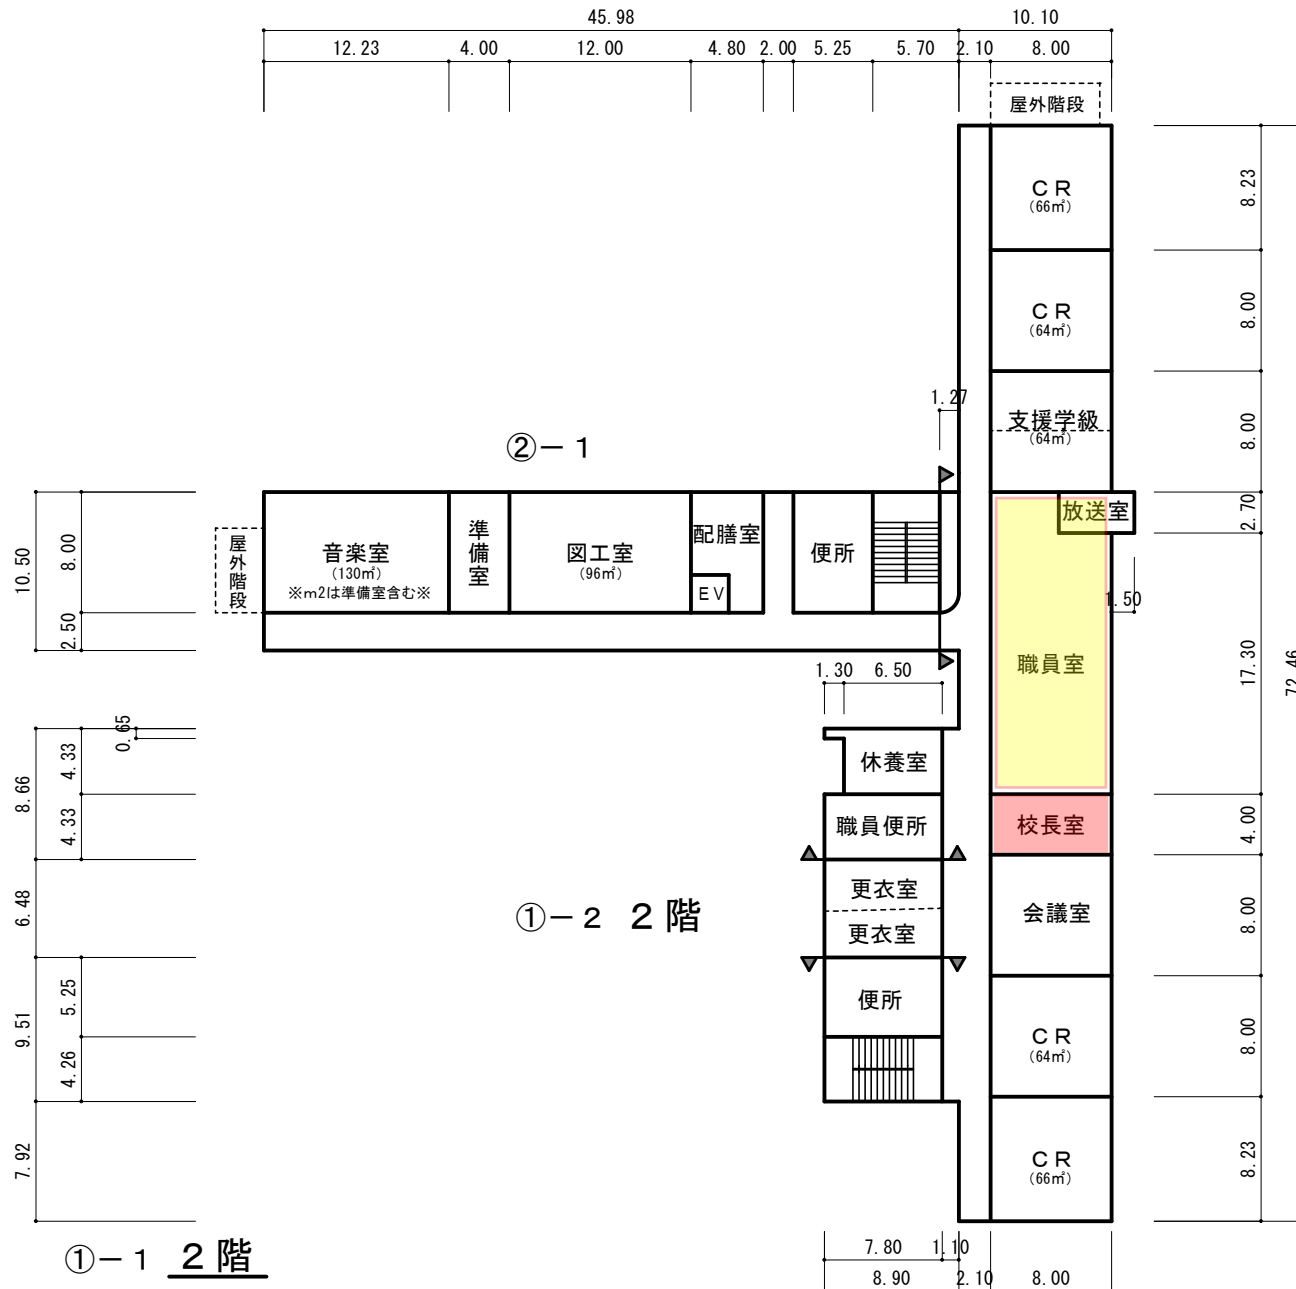 45.98
10.10
12.23
4.00
12.00
4.80
2.00
5.25
5.70
2.10
8.00
屋外階段
CR
(66㎡)
8.23
CR
(64㎡)
8.00
1.27
支援学級
(64㎡)
8.00
②－1
放送室
2.70
10.50
8.00
2.50
屋外階段
音楽室
(130㎡)
※m2は準備室含む※
準備室
図工室
(96㎡)
配膳室
EV
便所
1.50
職員室
17.30
72.46
1.30
6.50
0.65
4.33
8.66
4.33
休養室
職員便所
校長室
4.00
6.48
更衣室
更衣室
①－2 2階
会議室
8.00
9.51
5.25
4.26
便所
CR
(64㎡)
8.00
7.92
CR
(66㎡)
8.23
①－1 2階
7.80
1.10
8.90
2.10
8.00